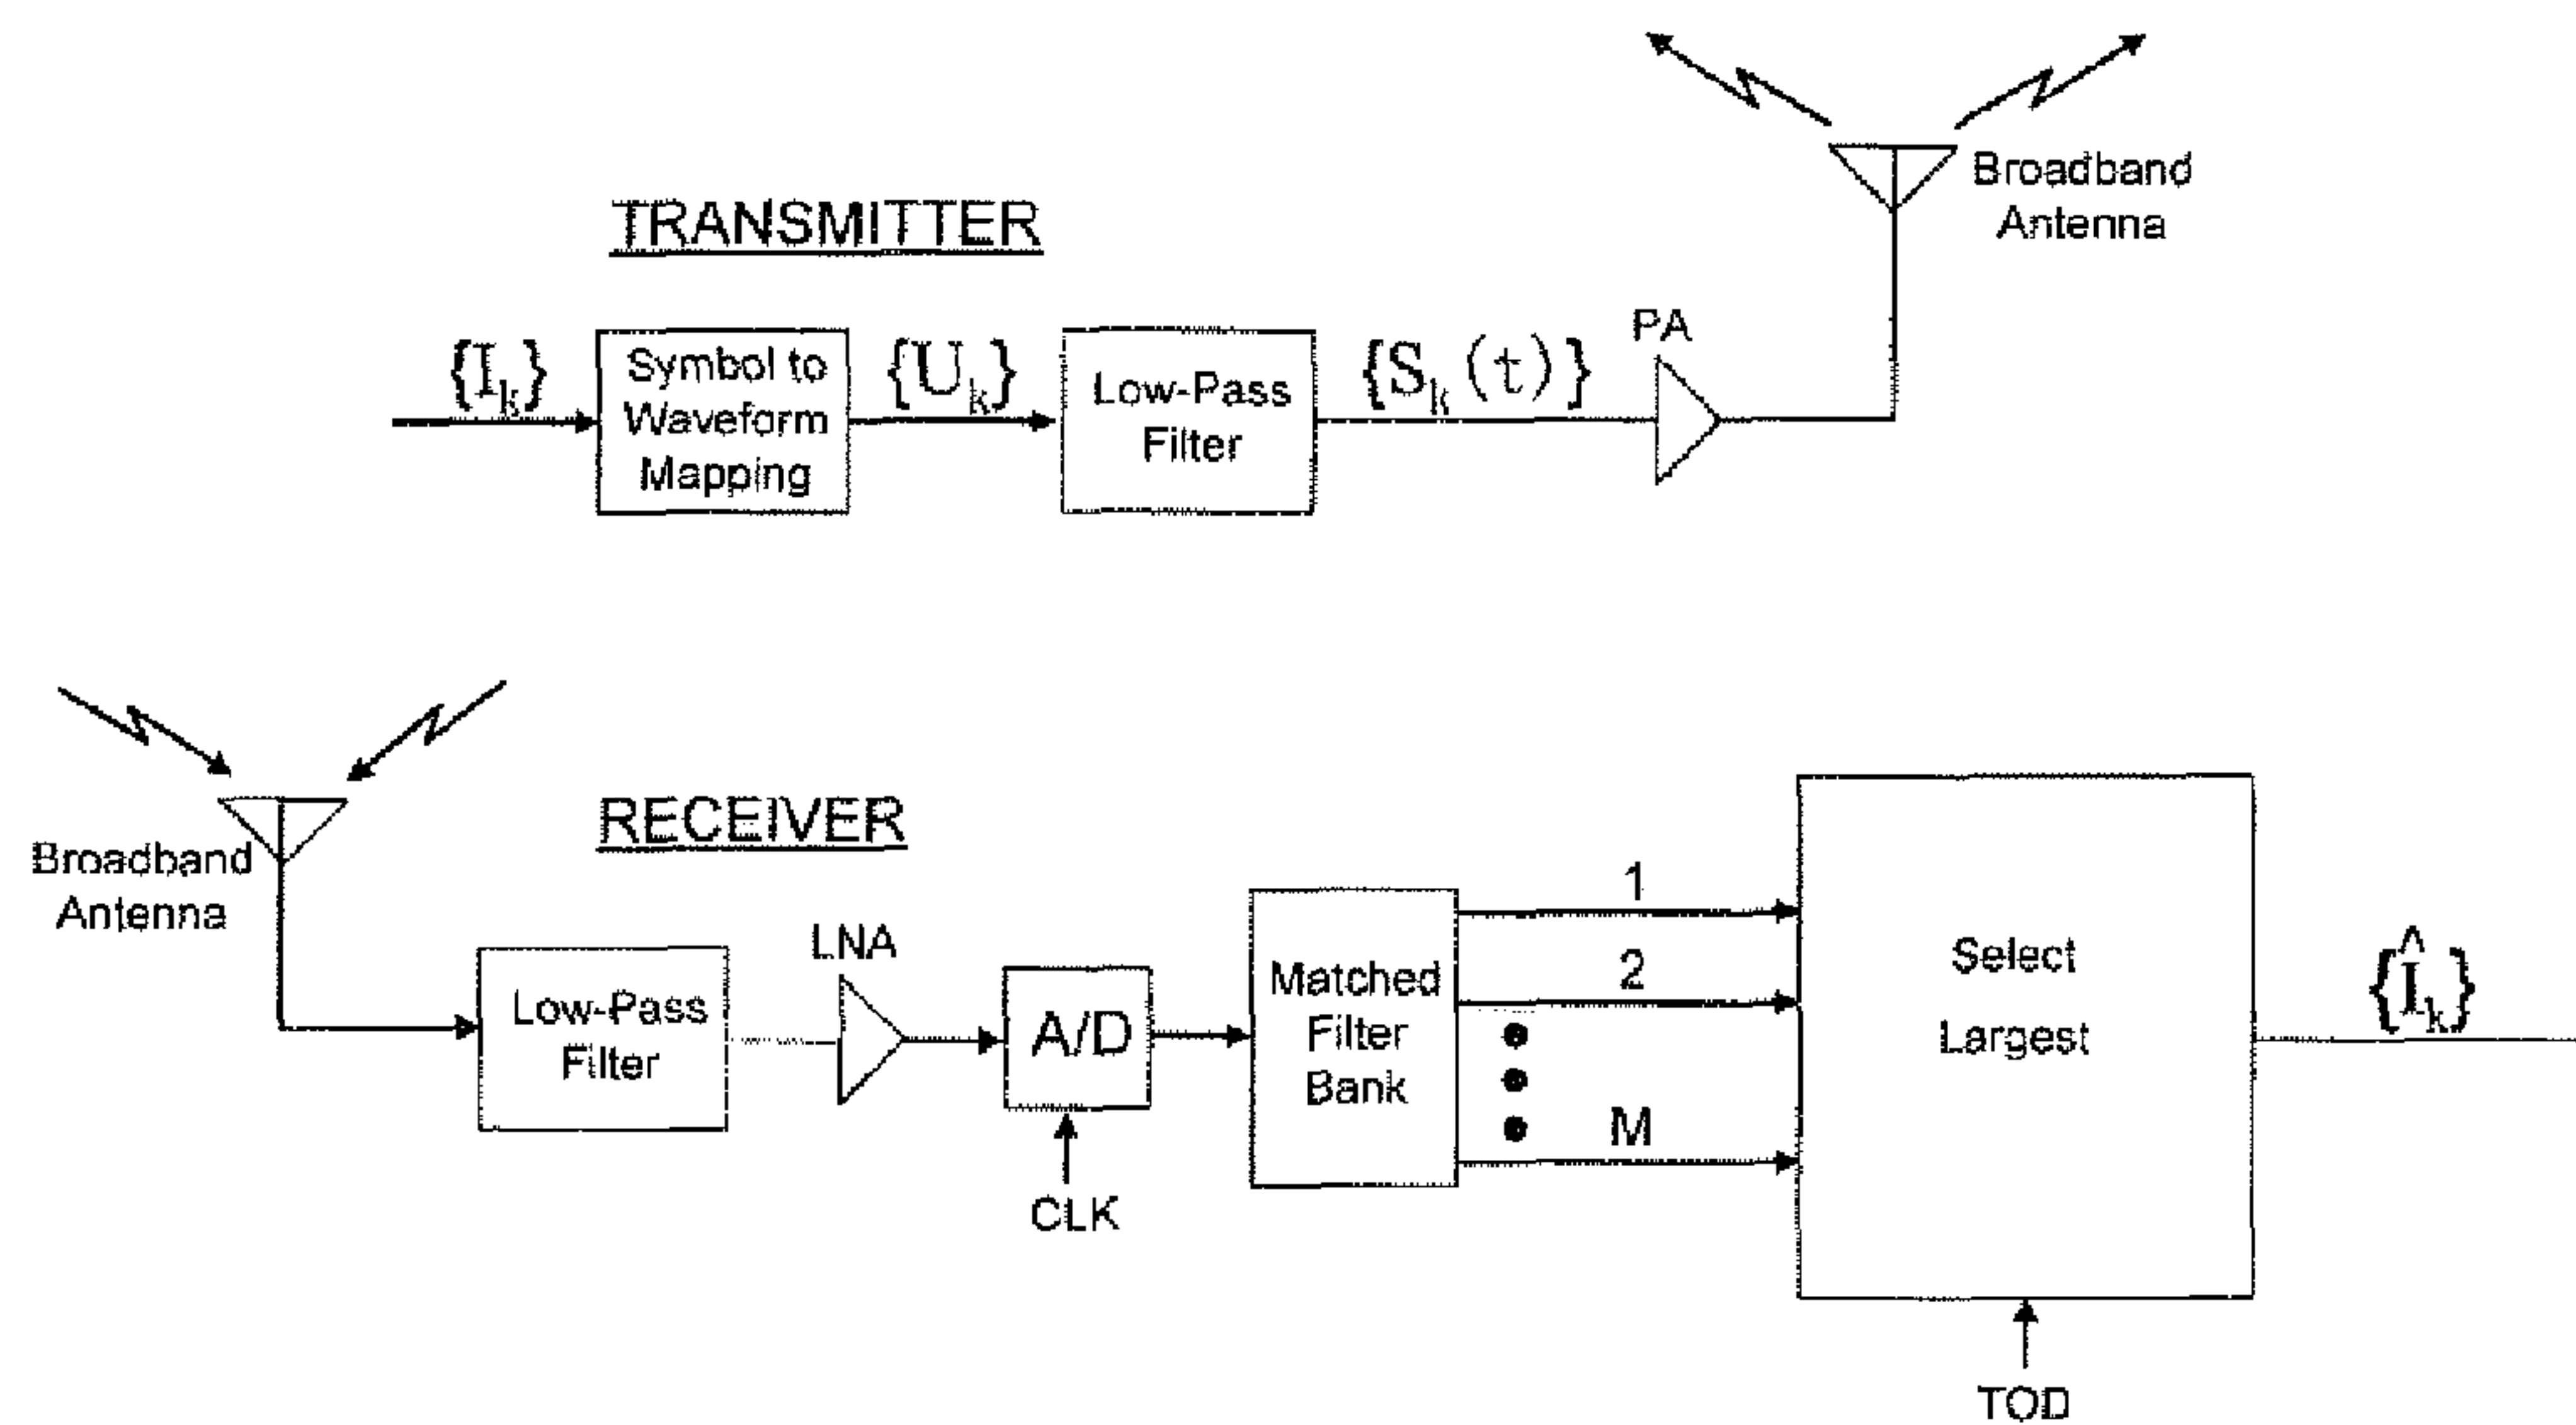 TRANSMITTER
Broadband
Antenna
PA
{I_k}
Symbol to
Waveform
Mapping
{U_k}
Low-Pass
Filter
{S_k(t)}
RECEIVER
Broadband
Antenna
Low-Pass
Filter
LNA
A/D
CLK
Matched
Filter
Bank
1
2
M
Select
Largest
{Î_k}
TOD